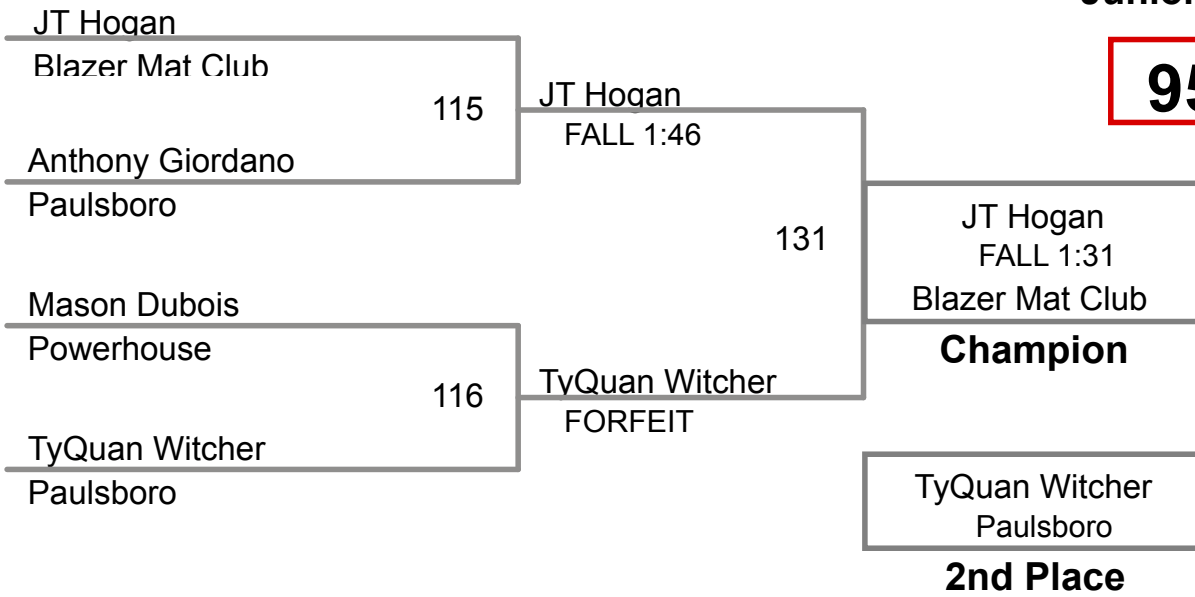 Junior
95
JT Hogan
Blazer Mat Club
115
JT Hogan
FALL 1:46
Anthony Giordano
Paulsboro
131
JT Hogan
FALL 1:31
Blazer Mat Club
Champion
Mason Dubois
Powerhouse
116
TyQuan Witcher
FORFEIT
TyQuan Witcher
Paulsboro
TyQuan Witcher
Paulsboro
2nd Place